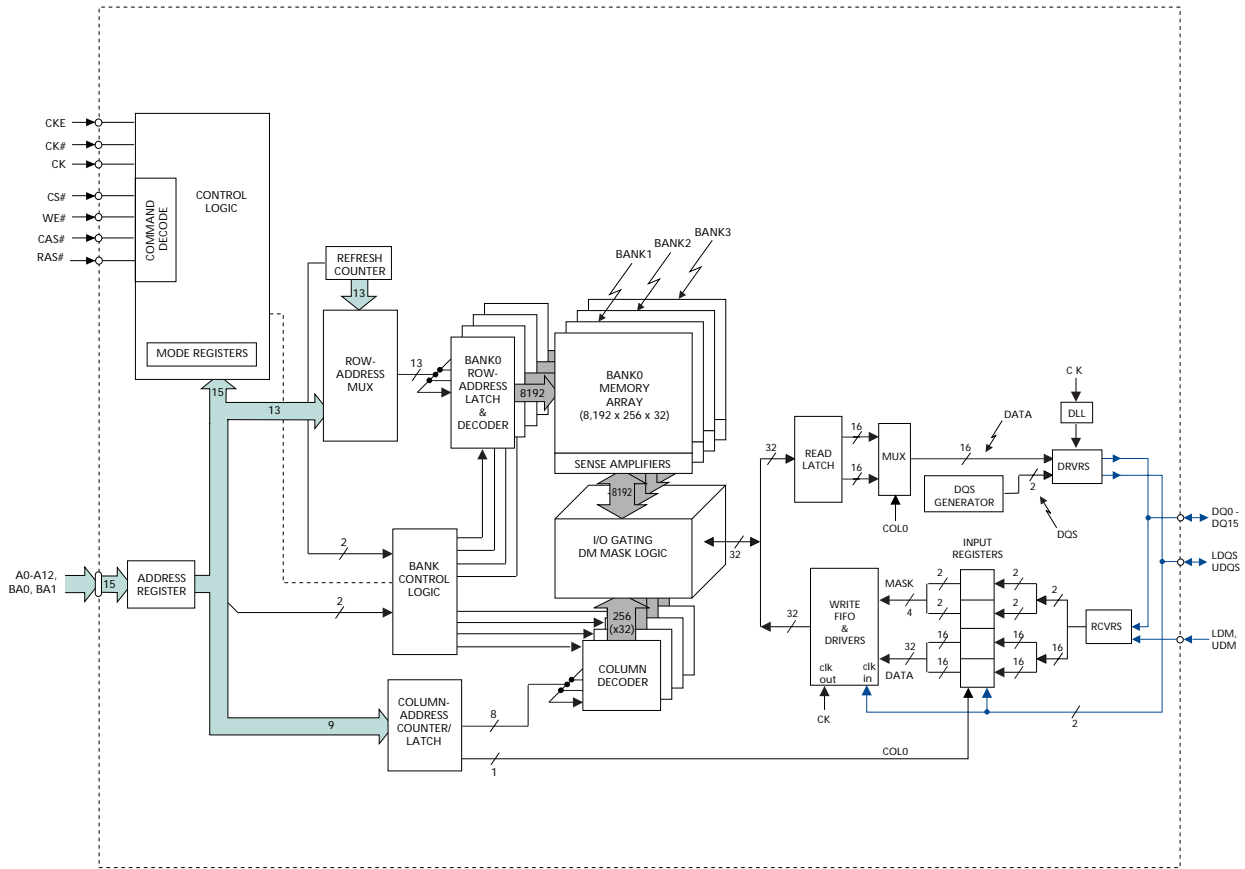 CKE
CK#
CK
CS#
WE#
CAS#
RAS#
COMMAND
DECODE
CONTROL
LOGIC
MODE REGISTERS
15
REFRESH
COUNTER
13
13
ROW-
ADDRESS
MUX
13
BANK0
ROW-
ADDRESS
LATCH
&
DECODER
8192
BANK1
BANK2
BANK3
BANK0
MEMORY
ARRAY
(8,192 x 256 x 32)
SENSE AMPLIFIERS
8192
I/O GATING
DM MASK LOGIC
32
256
(x32)
COLUMN
DECODER
A0-A12,
BA0, BA1
15
ADDRESS
REGISTER
2
2
BANK
CONTROL
LOGIC
9
COLUMN-
ADDRESS
COUNTER/
LATCH
8
1
COL0
32
READ
LATCH
16
16
MUX
COL0
16
DATA
DQS
GENERATOR
2
DQS
C K
DLL
DRVRS
DQ0 -
DQ15
LDQS
UDQS
LDM,
UDM
RCVRS
INPUT
REGISTERS
2
2
16
16
2
16
2
2
16
16
MASK
4
32
DATA
WRITE
FIFO
&
DRIVERS
clk
out
clk
in
CK
32
2